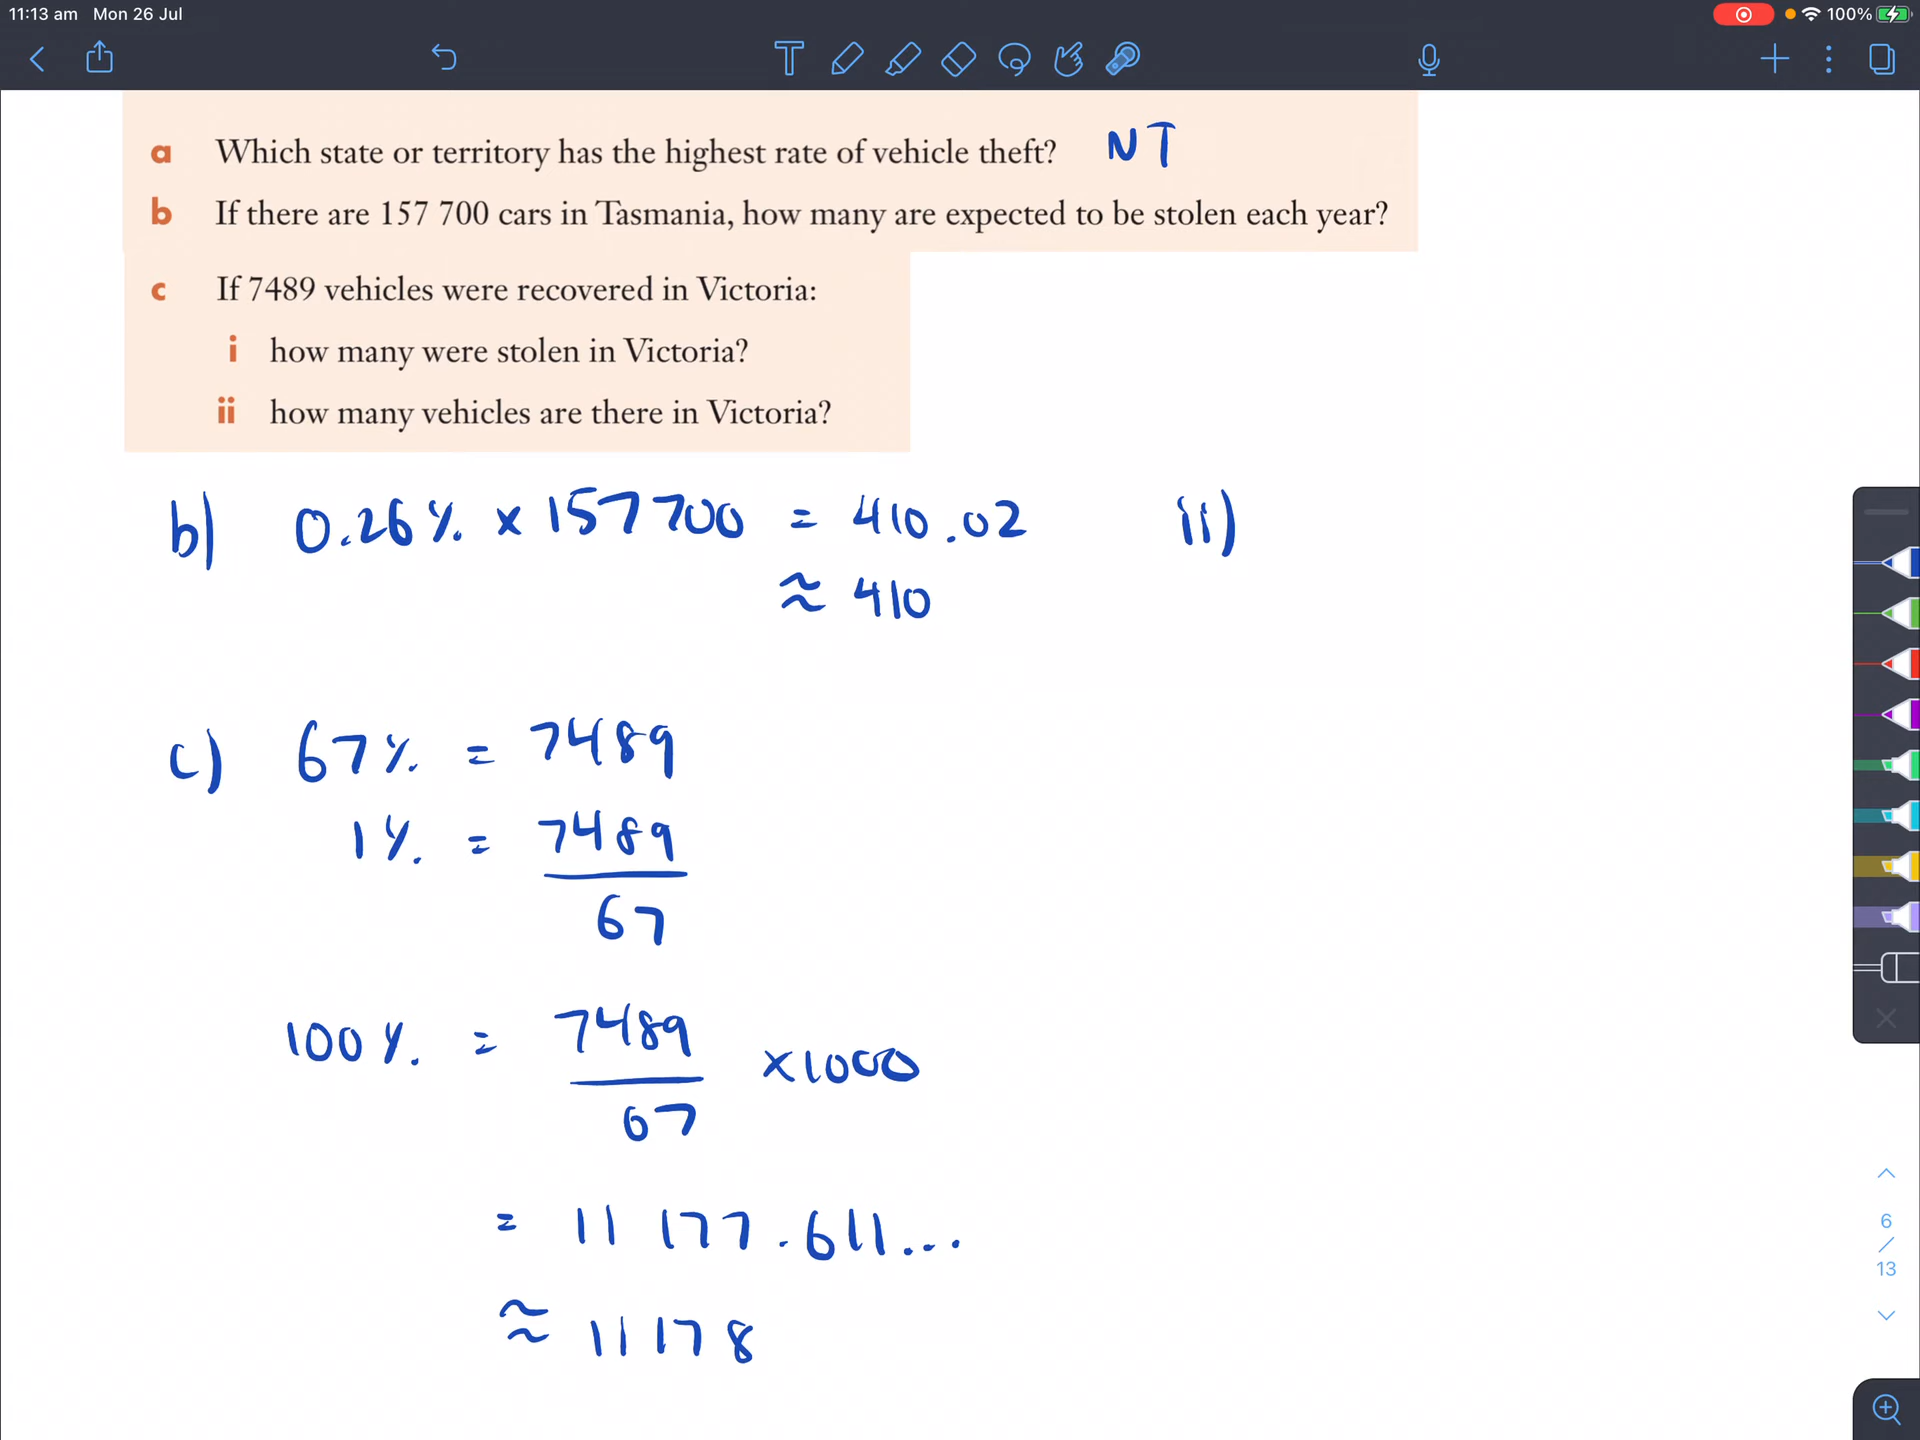 11:13 am Mon 26 Jul
100%
a Which state or territory has the highest rate of vehicle theft? NT
b If there are 157 700 cars in Tasmania, how many are expected to be stolen each year?
c If 7489 vehicles were recovered in Victoria:
i how many were stolen in Victoria?
ii how many vehicles are there in Victoria?
b) 0.26% × 157700 = 410.02
≈ 410
c) 67% = 7489
1% = 7489
67
100% = 7489 ×1000
67
= 11 177.611...
≈ 11178
ii)
6
/
13